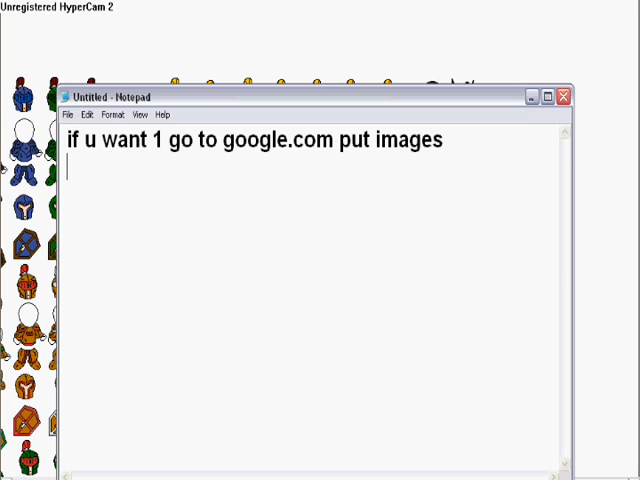 Unregistered HyperCam 2
Untitled - Notepad
File Edit Format View Help
if u want 1 go to google.com put images